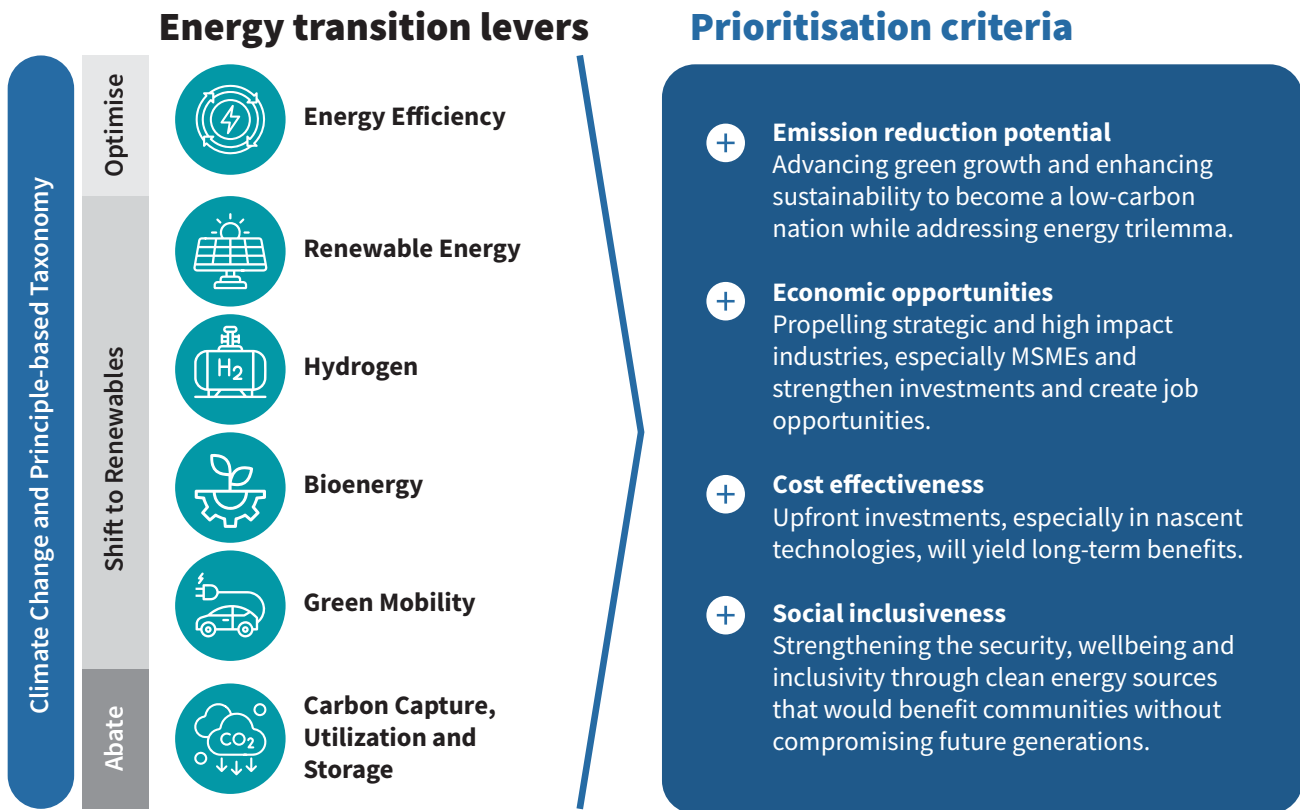 Energy transition levers
Prioritisation criteria
Climate Change and Principle-based Taxonomy
Optimise
Energy Efficiency
Shift to Renewables
Renewable Energy
H2
Hydrogen
Bioenergy
Green Mobility
Abate
CO2
Carbon Capture,
Utilization and
Storage
Emission reduction potential
Advancing green growth and enhancing
sustainability to become a low-carbon
nation while addressing energy trilemma.
Economic opportunities
Propelling strategic and high impact
industries, especially MSMEs and
strengthen investments and create job
opportunities.
Cost effectiveness
Upfront investments, especially in nascent
technologies, will yield long-term benefits.
Social inclusiveness
Strengthening the security, wellbeing and
inclusivity through clean energy sources
that would benefit communities without
compromising future generations.